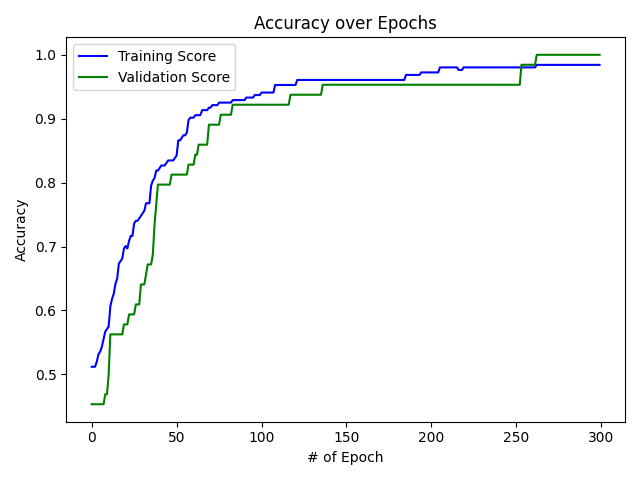 Accuracy over Epochs
Training Score
Validation Score
1.0
0.9
0.8
0.7
0.6
0.5
Accuracy
0 50 100 150 200 250 300
# of Epoch